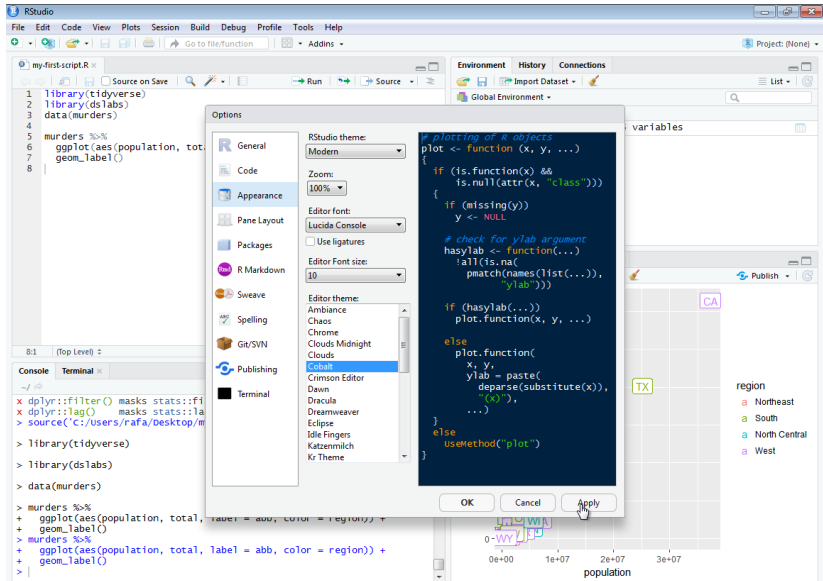 RStudio
File Edit Code View Plots Session Build Debug Profile Tools Help
Go to file/function Addins Project: (None)
my-first-script.R
Source on Save Run Source
1 library(tidyverse)
2 library(dslabs)
3 data(murders)
4
5 murders %>%
6 ggplot(aes(population,
7 geom_label()
8
8:1 (Top Level)
Console Terminal
~/
x dplyr::filter() masks
x dplyr::lag() masks
> source('c:/Users/rafa/Desktop/
> library(tidyverse)
> library(dslabs)
> data(murders)
> murders %>%
+ ggplot(aes(population, total, label = abb, color = region)) +
+ geom_label()
> murders %>%
+ ggplot(aes(population, total, label = abb, color = region)) +
+ geom_label()
>
Options
General
Code
Appearance
Pane Layout
Packages
R Markdown
Sweave
Spelling
Git/SVN
Publishing
Terminal
RStudio theme:
Modern
Zoom:
100%
Editor font:
Lucida Console
Use ligatures
Editor Font size:
10
Editor theme:
Ambiance
Chaos
Chrome
Clouds Midnight
Clouds
Cobalt
Crimson Editor
Dawn
Dracula
Dreamweaver
Eclipse
Idle Fingers
Katzenmilch
Kr Theme
# plotting of R objects
plot <- function (x, y, ...)
{
if (is.function(x) &&
is.null(attr(x, "class")))
{
if (missing(y))
y <- NULL
# check for ylab argument
hasylab <- function(...)
!all(is.na(
pmatch(names(list(...)),
"ylab")))
if (hasylab(...))
plot.function(x, y, ...)
else
plot.function(
x, y,
ylab = paste(
deparse(substitute(x)),
"(x)"),
...)
}
else
UseMethod("plot")
}
OK Cancel Apply
Environment History Connections
Import Dataset List
Global Environment
variables
Publish
CA
TX
WI
WY
0
0e+00 1e+07 2e+07 3e+07
population
region
a Northeast
a South
a North Central
a West